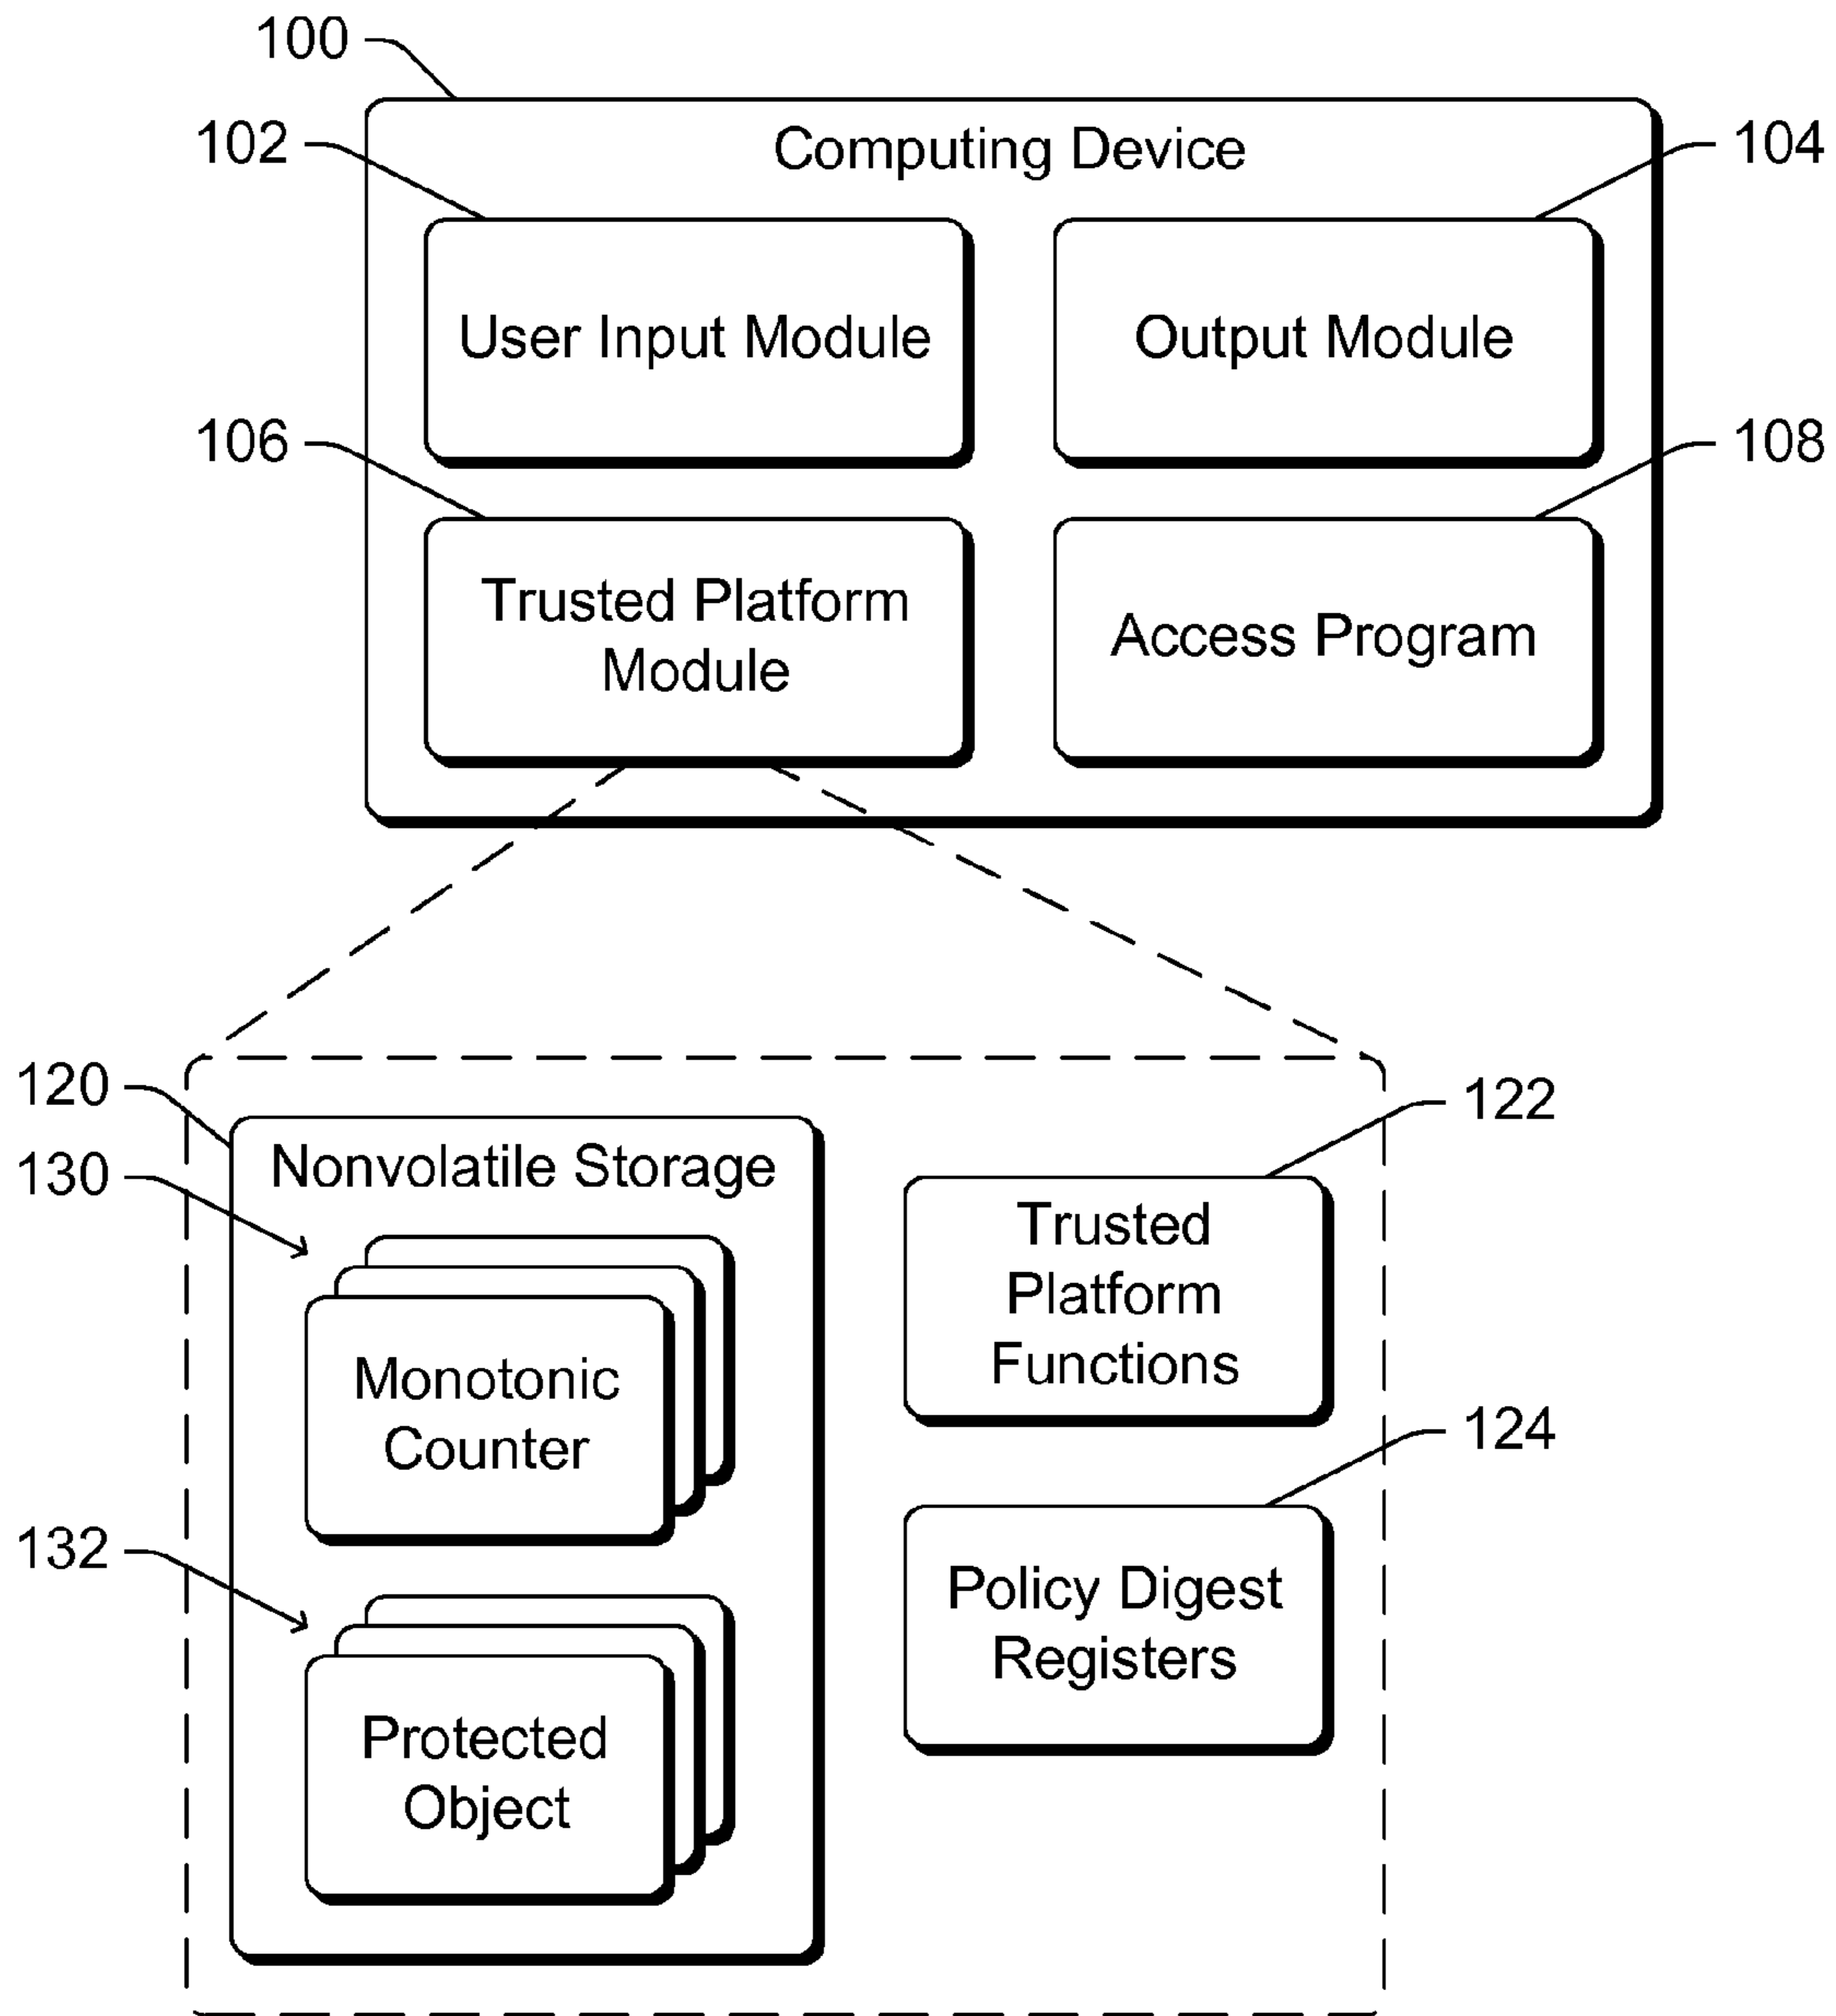 100
Computing Device
102
104
User Input Module
Output Module
106
108
Trusted Platform
Module
Access Program
120
Nonvolatile Storage
122
130
Trusted
Platform
Functions
Monotonic
Counter
124
132
Policy Digest
Registers
Protected
Object